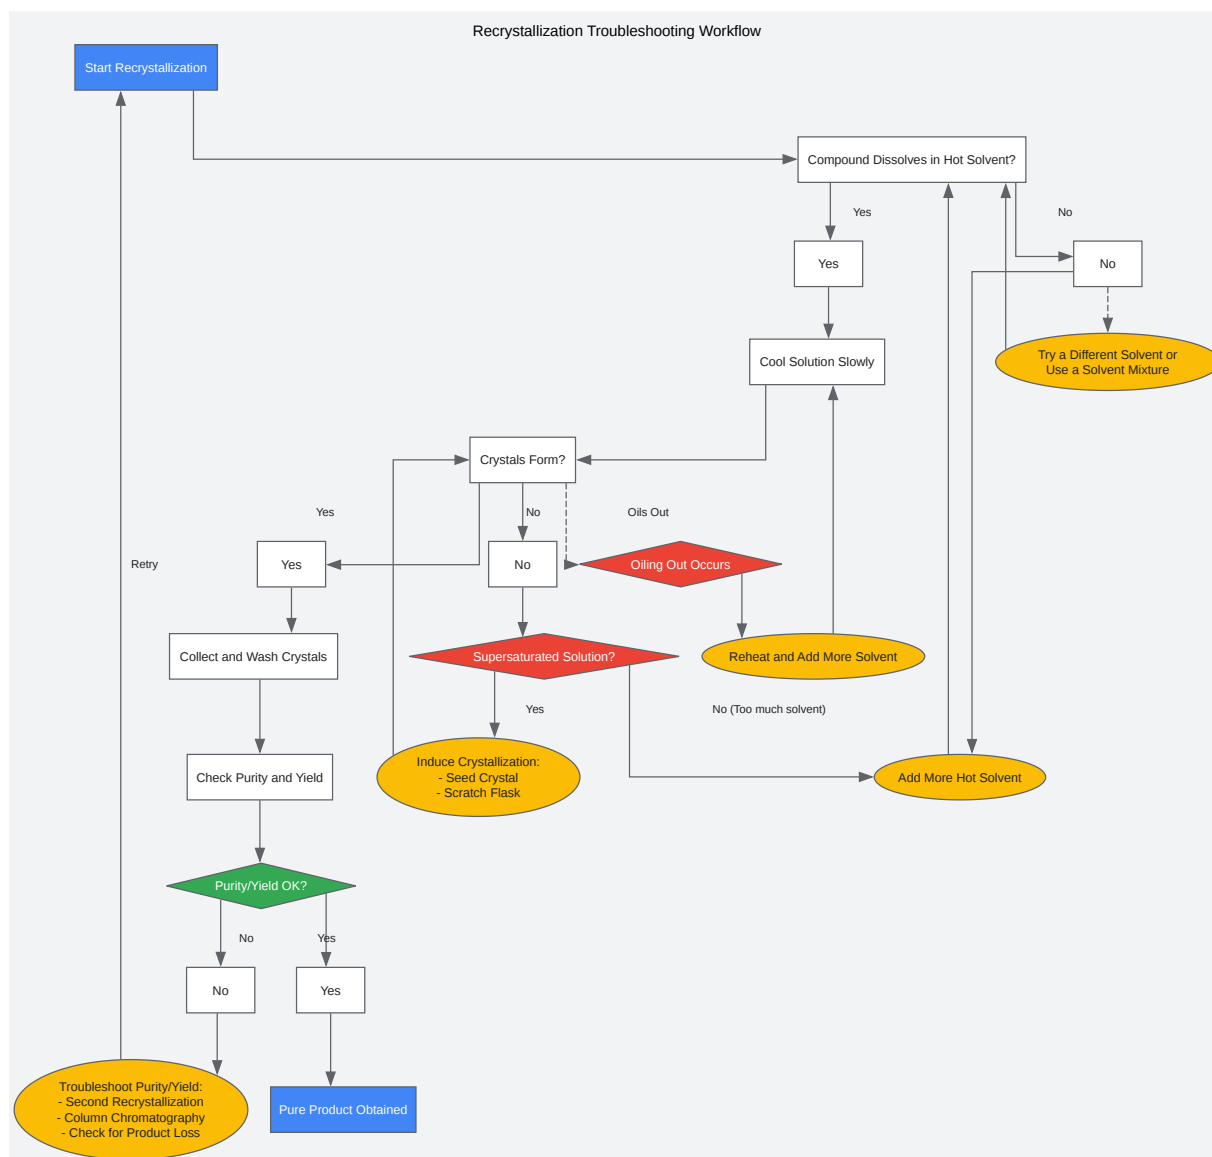 Recrystallization Troubleshooting Workflow
Start Recrystallization
Compound Dissolves in Hot Solvent?
Yes
No
Yes
No
Try a Different Solvent or
Use a Solvent Mixture
Cool Solution Slowly
Crystals Form?
Yes
No
Oils Out
Retry
Yes
No
Oiling Out Occurs
Collect and Wash Crystals
Supersaturated Solution?
Reheat and Add More Solvent
Yes
No (Too much solvent)
Check Purity and Yield
Induce Crystallization:
- Seed Crystal
- Scratch Flask
Add More Hot Solvent
Purity/Yield OK?
No
Yes
No
Yes
Troubleshoot Purity/Yield:
- Second Recrystallization
- Column Chromatography
- Check for Product Loss
Pure Product Obtained